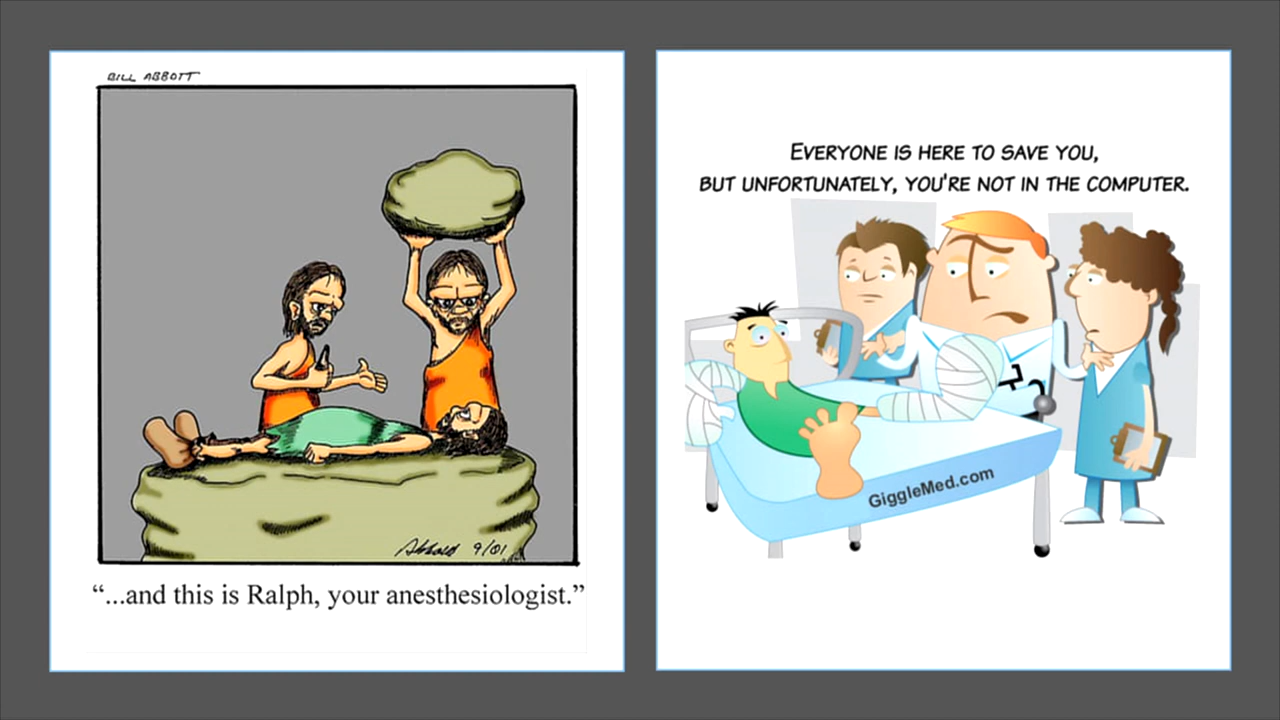 BILL ABBOTT
Abbott 9/01
“...and this is Ralph, your anesthesiologist.”
EVERYONE IS HERE TO SAVE YOU,
BUT UNFORTUNATELY, YOU'RE NOT IN THE COMPUTER.
GiggleMed.com